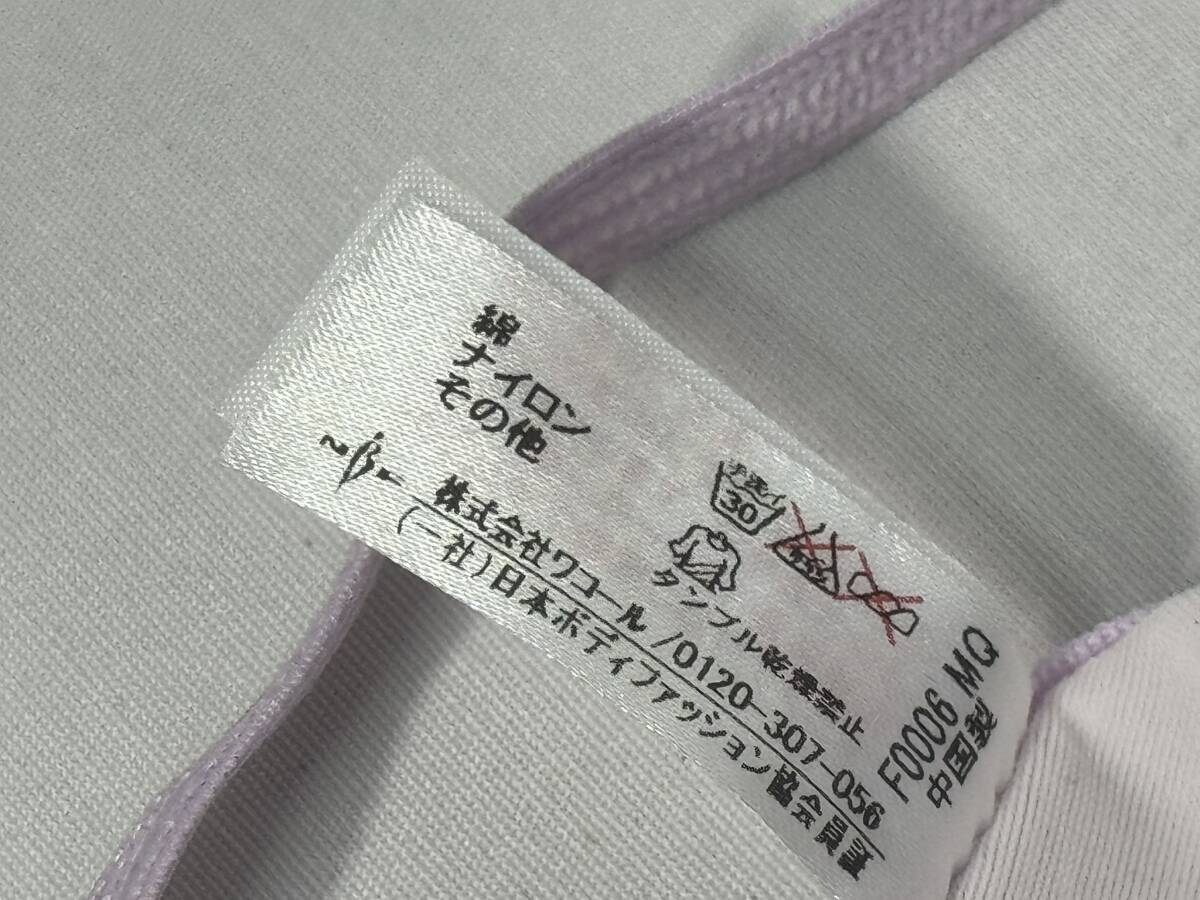 綿
ナイロン
その他
手洗イ
30
タンブル乾燥禁止
株式会社ワコール/0120-307-056
(一社)日本ボディファッション協会会員証
F0006 MQ
中国製